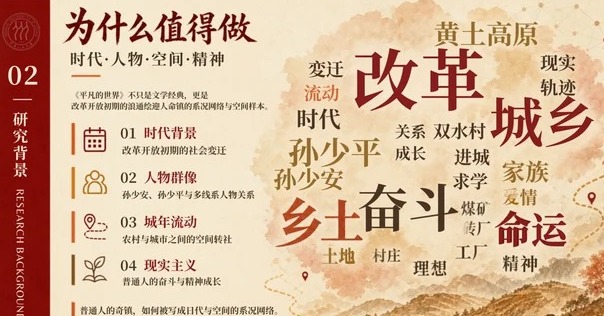 02
研究背景
RESEARCH BACKGROUND
为什么值得做
时代·人物·空间·精神
《平凡的世界》不只是文学经典，更是
改革开放初期的浪通绘迎人命镇的系况网络与空间样本。
01 时代背景
改革开放初期的社会变迁
02 人物群像
孙少安、孙少平与多线系人物关系
03 城年流动
农村与城市之间的空间转社
04 现实主义
普通人的奋斗与精神成长
普通人的奇镇，如何被写成日代与空间的系况网络。
黄土高原
变迁
改革
现实
轨迹
流动
时代
关系
双水村
城乡
孙少平
成长
进城
孙少安
求学
家族
爱情
乡土
奋斗
煤矿
砖厂
命运
土地
村庄
工厂
理想
精神